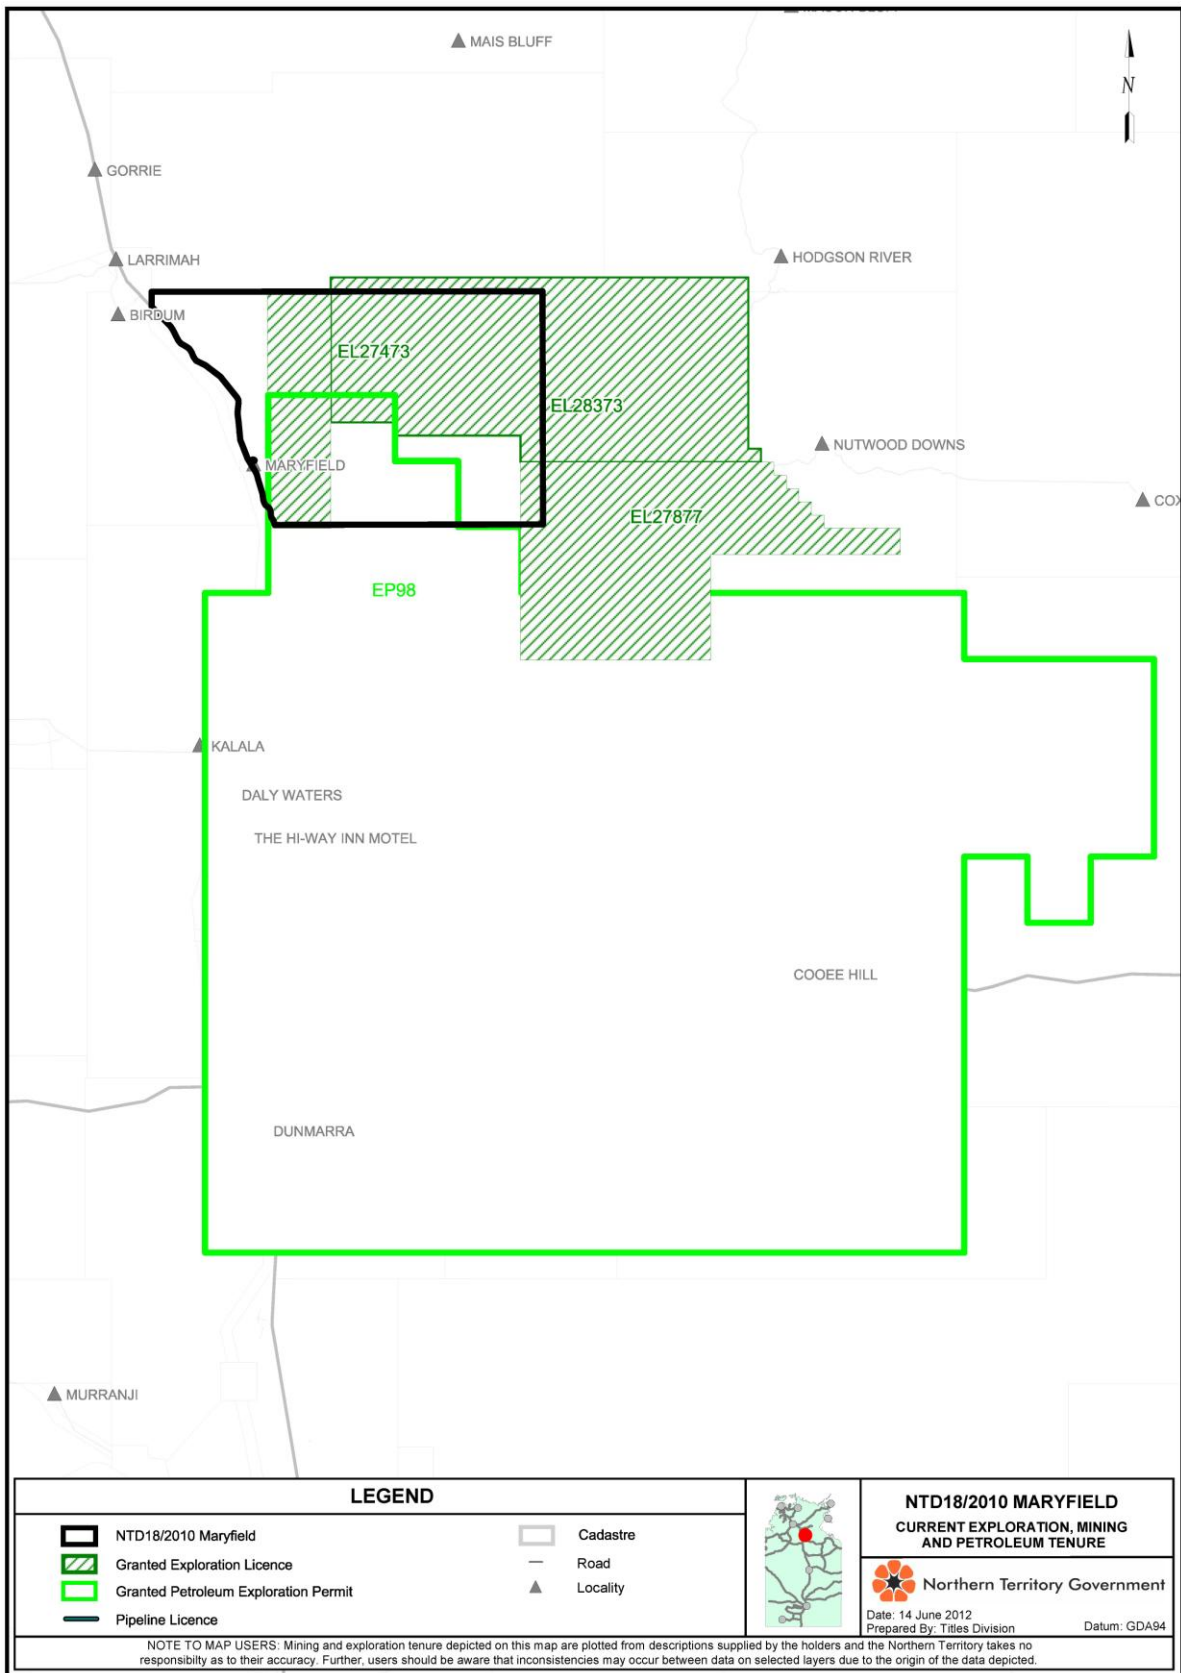 MAIS BLUFF
N
GORRIE
LARRIMAH
HODGSON RIVER
BIRDUM
EL27473
EL28373
NUTWOOD DOWNS
MARYFIELD
COX
EL27877
EP98
KALALA
DALY WATERS
THE HI-WAY INN MOTEL
COOEE HILL
DUNMARRA
MURRANJI
LEGEND
NTD18/2010 Maryfield
Granted Exploration Licence
Granted Petroleum Exploration Permit
Pipeline Licence
Cadastre
Road
Locality
NTD18/2010 MARYFIELD
CURRENT EXPLORATION, MINING
AND PETROLEUM TENURE
Northern Territory Government
Date: 14 June 2012
Prepared By: Titles Division
Datum: GDA94
NOTE TO MAP USERS: Mining and exploration tenure depicted on this map are plotted from descriptions supplied by the holders and the Northern Territory takes no
responsibilty as to their accuracy. Further, users should be aware that inconsistencies may occur between data on selected layers due to the origin of the data depicted.